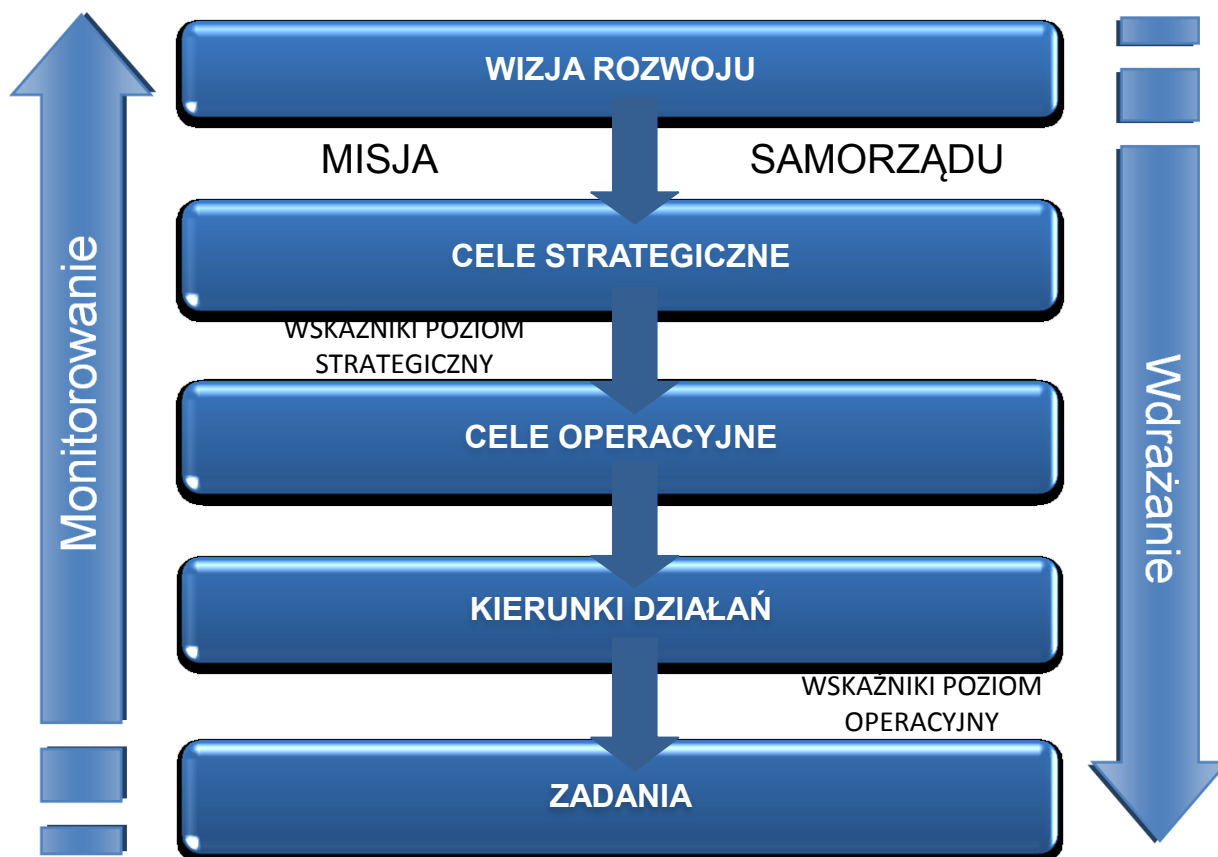 WIZJA ROZWOJU
MISJA SAMORZĄDU
CELE STRATEGICZNE
WSKAŹNIKI POZIOM
STRATEGICZNY
CELE OPERACYJNE
KIERUNKI DZIAŁAŃ
WSKAŹNIKI POZIOM
OPERACYJNY
ZADANIA
Monitorowanie
Wdrażanie